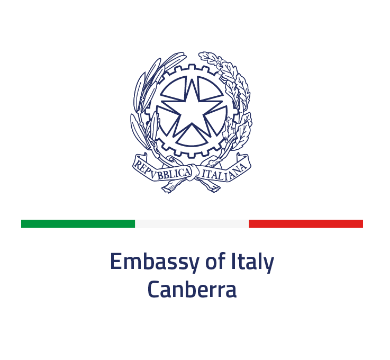 REPVBBLICA ITALIANA
Embassy of Italy
Canberra